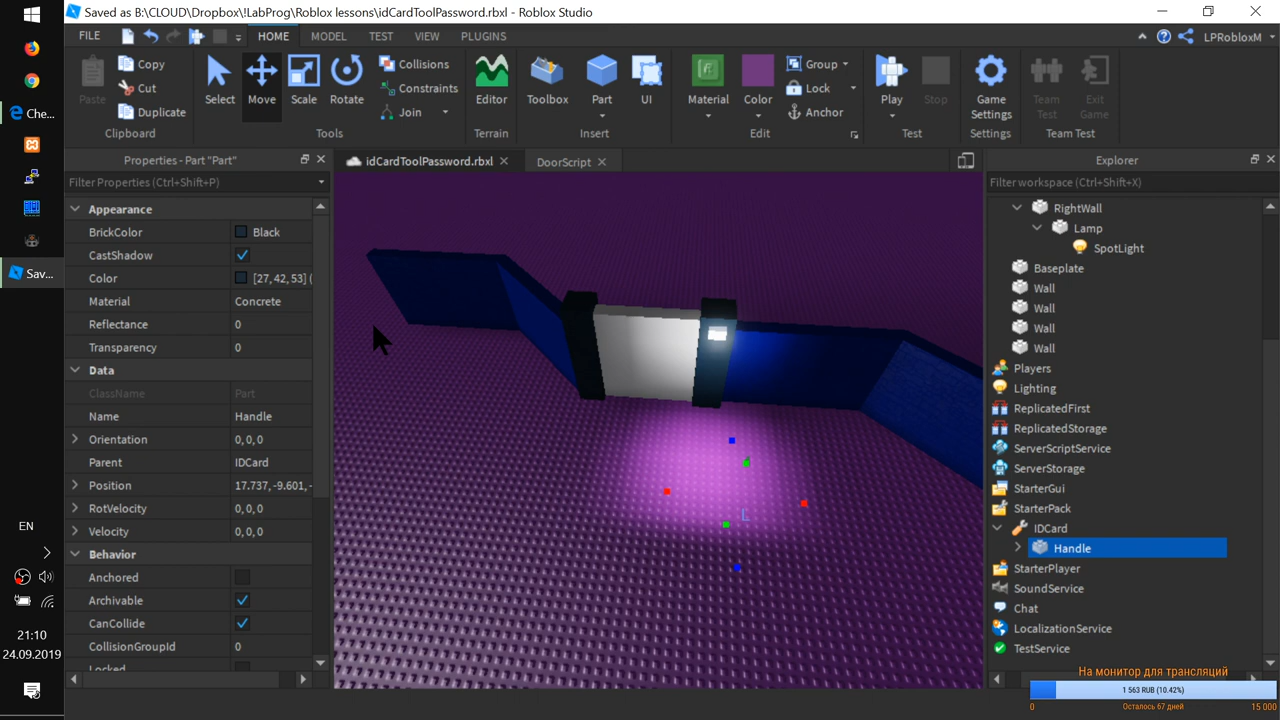 Saved as B:\CLOUD\Dropbox\!LabProg\Roblox lessons\idCardToolPassword.rbxl - Roblox Studio
FILE HOME MODEL TEST VIEW PLUGINS LPRobloxM
Paste Copy Cut Duplicate Clipboard
Select Move Scale Rotate Collisions Constraints Join Tools
Editor Terrain
Toolbox Part UI Insert
Material Color Group Lock Anchor Edit
Play Stop Test
Game Settings Settings
Team Test Exit Game Team Test
Che...
Sav...
EN
21:10
24.09.2019
Properties - Part "Part"
Filter Properties (Ctrl+Shift+P)
Appearance
BrickColor Black
CastShadow
Color [27, 42, 53] (
Material Concrete
Reflectance 0
Transparency 0
Data
ClassName Part
Name Handle
Orientation 0, 0, 0
Parent IDCard
Position 17.737, -9.601, -
RotVelocity 0, 0, 0
Velocity 0, 0, 0
Behavior
Anchored
Archivable
CanCollide
CollisionGroupId 0
Locked
idCardToolPassword.rbxl DoorScript
L
Explorer
Filter workspace (Ctrl+Shift+X)
RightWall
Lamp
SpotLight
Baseplate
Wall
Wall
Wall
Wall
Players
Lighting
ReplicatedFirst
ReplicatedStorage
ServerScriptService
ServerStorage
StarterGui
StarterPack
IDCard
Handle
StarterPlayer
SoundService
Chat
LocalizationService
TestService
На монитор для трансляций
1 563 RUB (10.42%)
0 Осталось 67 дней 15 000